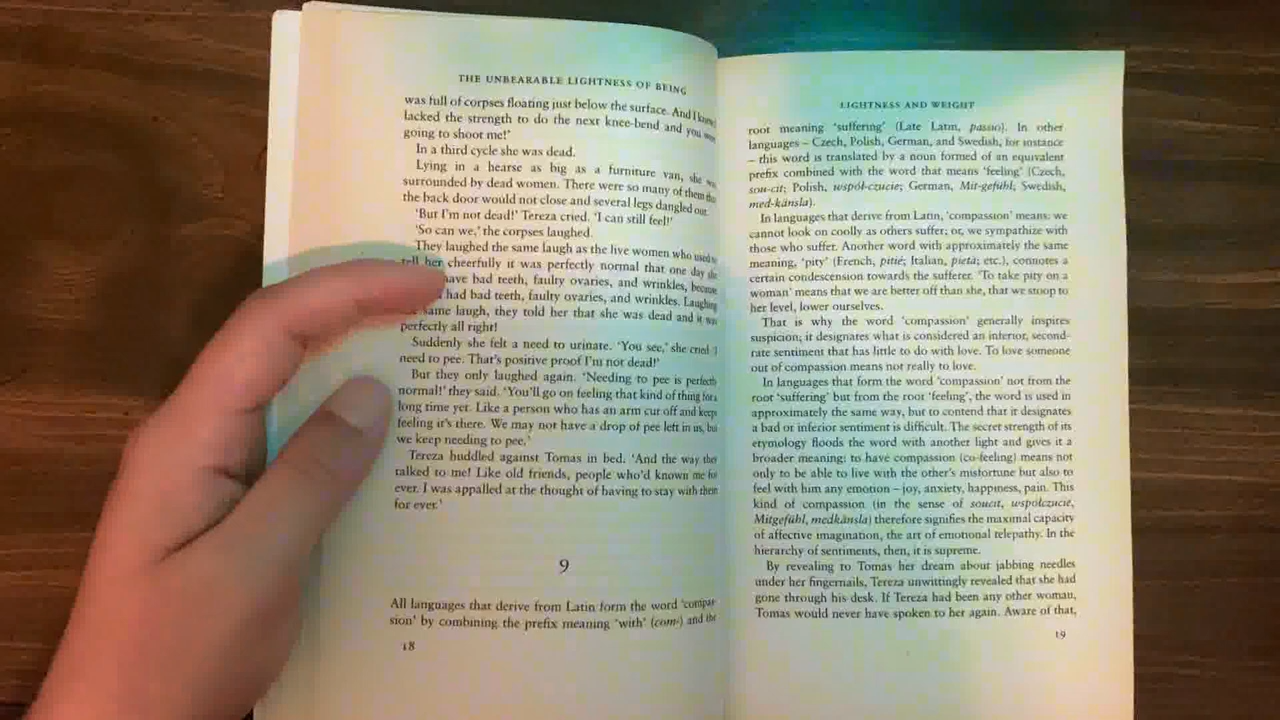 THE UNBEARABLE LIGHTNESS OF BEING
was full of corpses floating just below the surface. And I
lacked the strength to do the next knee-bend and you were
going to shoot me!'
In a third cycle she was dead.
Lying in a hearse as big as a furniture van, she
surrounded by dead women. There were so many of them
the back door would not close and several legs dangled out.
'But I'm not dead!' Tereza cried. 'I can still feel!'
'So can we,' the corpses laughed.
They laughed the same laugh as the live women who used
tell her cheerfully it was perfectly normal that one day
have bad teeth, faulty ovaries, and wrinkles, because
had bad teeth, faulty ovaries, and wrinkles. Laughing
same laugh, they told her that she was dead and it was
perfectly all right!
Suddenly she felt a need to urinate. 'You see,' she cried
need to pee. That's positive proof I'm not dead!'
But they only laughed again. 'Needing to pee is perfectly
normal!' they said. 'You'll go on feeling that kind of thing for a
long time yet. Like a person who has an arm cut off and keeps
feeling it's there. We may not have a drop of pee left in us, but
we keep needing to pee.'
Tereza huddled against Tomas in bed. 'And the way they
talked to me! Like old friends, people who'd known me for
ever. I was appalled at the thought of having to stay with them
for ever.'
9
All languages that derive from Latin form the word 'compas-
sion' by combining the prefix meaning 'with' (com-) and the
18
LIGHTNESS AND WEIGHT
root meaning 'suffering' (Late Latin, passio). In other
languages – Czech, Polish, German, and Swedish, for instance
– this word is translated by a noun formed of an equivalent
prefix combined with the word that means 'feeling' (Czech,
sou-cit; Polish, współ-czucie; German, Mit-gefühl; Swedish,
med-känsla).
In languages that derive from Latin, 'compassion' means: we
cannot look on coolly as others suffer; or, we sympathize with
those who suffer. Another word with approximately the same
meaning, 'pity' (French, pitié; Italian, pietà; etc.), connotes a
certain condescension towards the sufferer. 'To take pity on a
woman' means that we are better off than she, that we stoop to
her level, lower ourselves.
That is why the word 'compassion' generally inspires
suspicion; it designates what is considered an inferior, second-
rate sentiment that has little to do with love. To love someone
out of compassion means not really to love.
In languages that form the word 'compassion' not from the
root 'suffering' but from the root 'feeling', the word is used in
approximately the same way, but to contend that it designates
a bad or inferior sentiment is difficult. The secret strength of its
etymology floods the word with another light and gives it a
broader meaning: to have compassion (co-feeling) means not
only to be able to live with the other's misfortune but also to
feel with him any emotion – joy, anxiety, happiness, pain. This
kind of compassion (in the sense of soucit, współczucie,
Mitgefühl, medkänsla) therefore signifies the maximal capacity
of affective imagination, the art of emotional telepathy. In the
hierarchy of sentiments, then, it is supreme.
By revealing to Tomas her dream about jabbing needles
under her fingernails, Tereza unwittingly revealed that she had
gone through his desk. If Tereza had been any other woman,
Tomas would never have spoken to her again. Aware of that,
19